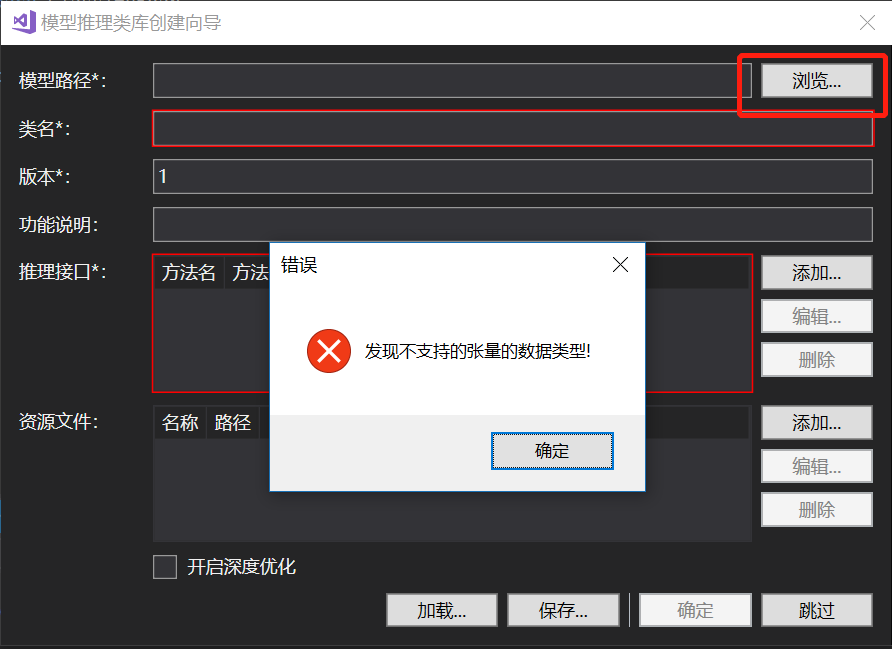 模型推理类库创建向导
模型路径*:
浏览...
类名*:
版本*:
1
功能说明:
推理接口*:
方法名 方法
添加...
编辑...
删除
错误
发现不支持的张量的数据类型!
确定
资源文件:
名称 路径
添加...
编辑...
删除
开启深度优化
加载... 保存... 确定 跳过